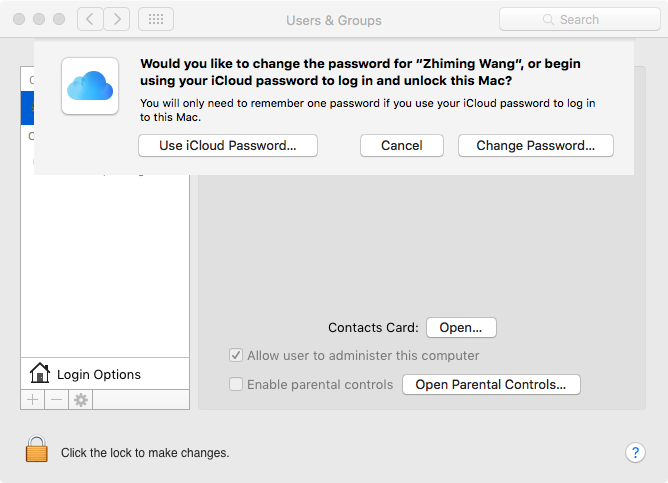 Users & Groups
Search
Would you like to change the password for “Zhiming Wang”, or begin
using your iCloud password to log in and unlock this Mac?
You will only need to remember one password if you use your iCloud password to log in
to this Mac.
Use iCloud Password...
Cancel
Change Password...
Contacts Card:
Open...
Allow user to administer this computer
Enable parental controls
Open Parental Controls...
Login Options
Click the lock to make changes.
?